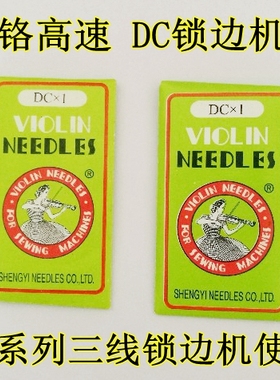 铬高速 DC锁边机
DC×1
VIOLIN
NEEDLES
VIOLIN NEEDLES
FOR SEWING MACHINES
®
SHENGYI NEEDLES CO.,LTD.
DC×1
VIOLIN
NEEDLES
VIOLIN NEEDLES
FOR SEWING MACHINES
®
SHENGYI NEEDLES CO.,LTD.
系列三线锁边机使